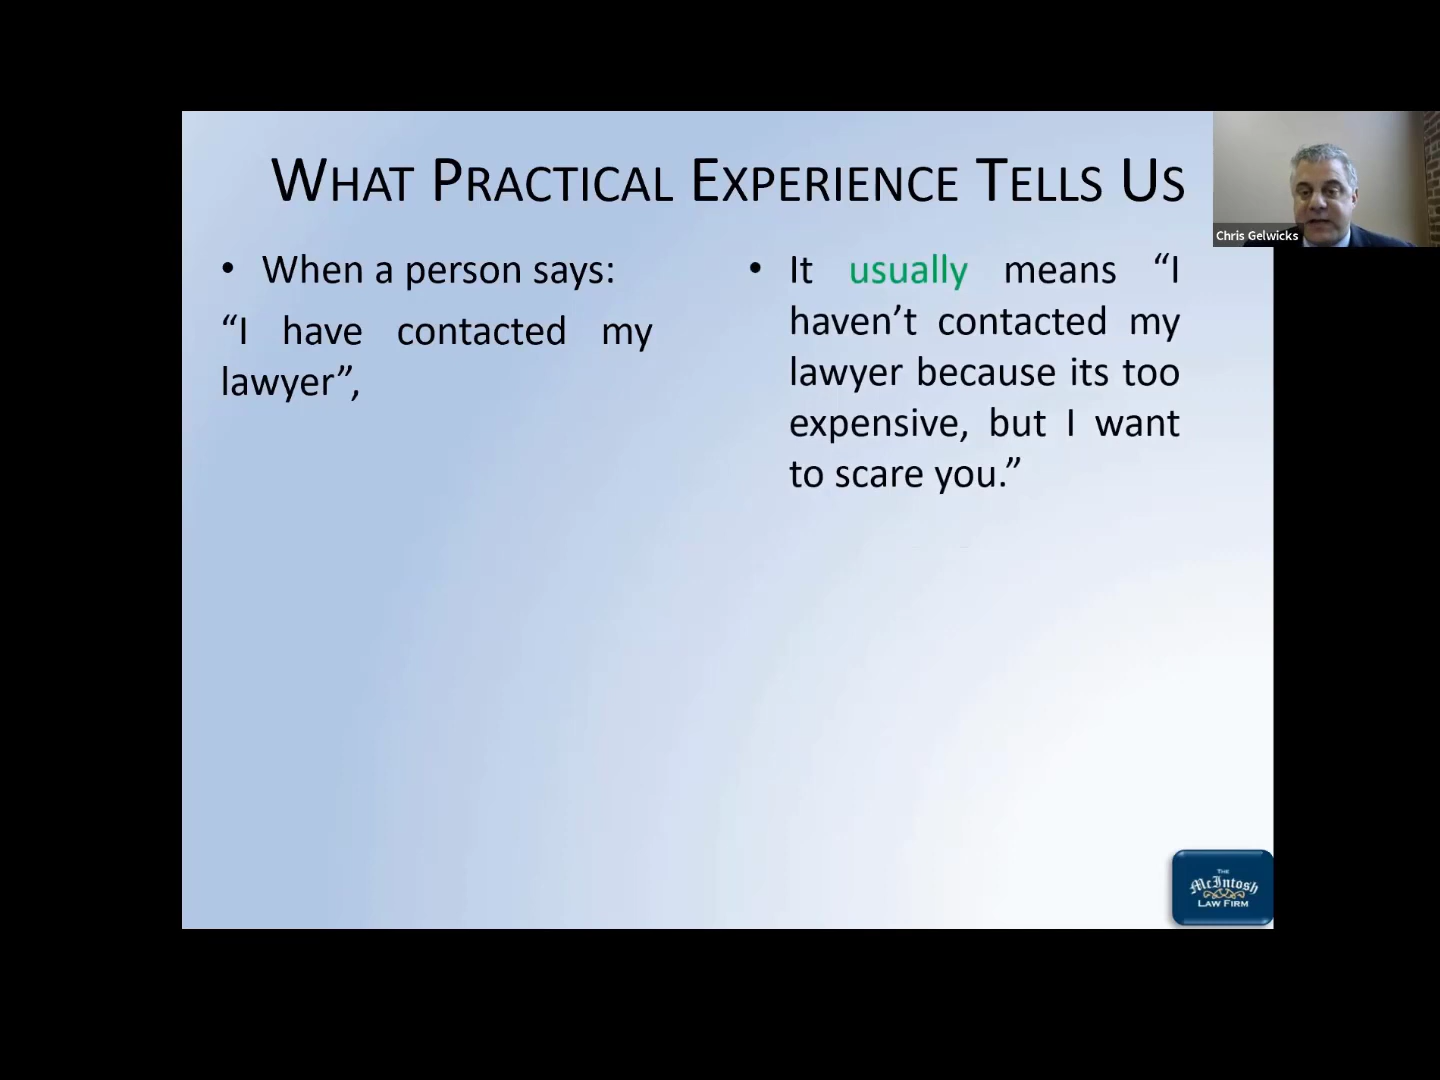 WHAT PRACTICAL EXPERIENCE TELLS US
Chris Gelwicks
• When a person says:
“I have contacted my
lawyer”,
• It usually means “I
haven’t contacted my
lawyer because its too
expensive, but I want
to scare you.”
THE
McIntosh
LAW FIRM